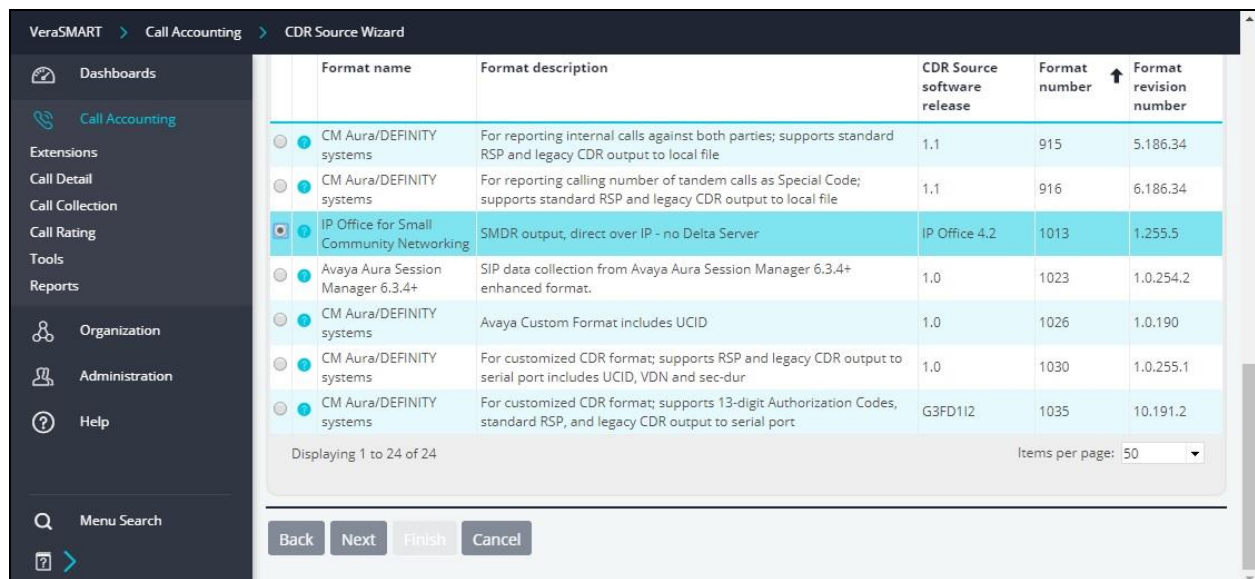 VeraSMART > Call Accounting > CDR Source Wizard
Dashboards
Call Accounting
Extensions
Call Detail
Call Collection
Call Rating
Tools
Reports
Organization
Administration
? Help
Menu Search
? >
Format name Format description CDR Source software release Format number Format revision number
? CM Aura/DEFINITY systems For reporting internal calls against both parties; supports standard RSP and legacy CDR output to local file 1.1 915 5.186.34
? CM Aura/DEFINITY systems For reporting calling number of tandem calls as Special Code; supports standard RSP and legacy CDR output to local file 1.1 916 6.186.34
? IP Office for Small Community Networking SMDR output, direct over IP - no Delta Server IP Office 4.2 1013 1.255.5
? Avaya Aura Session Manager 6.3.4+ SIP data collection from Avaya Aura Session Manager 6.3.4+ enhanced format. 1.0 1023 1.0.254.2
? CM Aura/DEFINITY systems Avaya Custom Format includes UCID 1.0 1026 1.0.190
? CM Aura/DEFINITY systems For customized CDR format; supports RSP and legacy CDR output to serial port includes UCID, VDN and sec-dur 1.0 1030 1.0.255.1
? CM Aura/DEFINITY systems For customized CDR format; supports 13-digit Authorization Codes, standard RSP, and legacy CDR output to serial port G3FD1I2 1035 10.191.2
Displaying 1 to 24 of 24 Items per page: 50
Back Next Finish Cancel